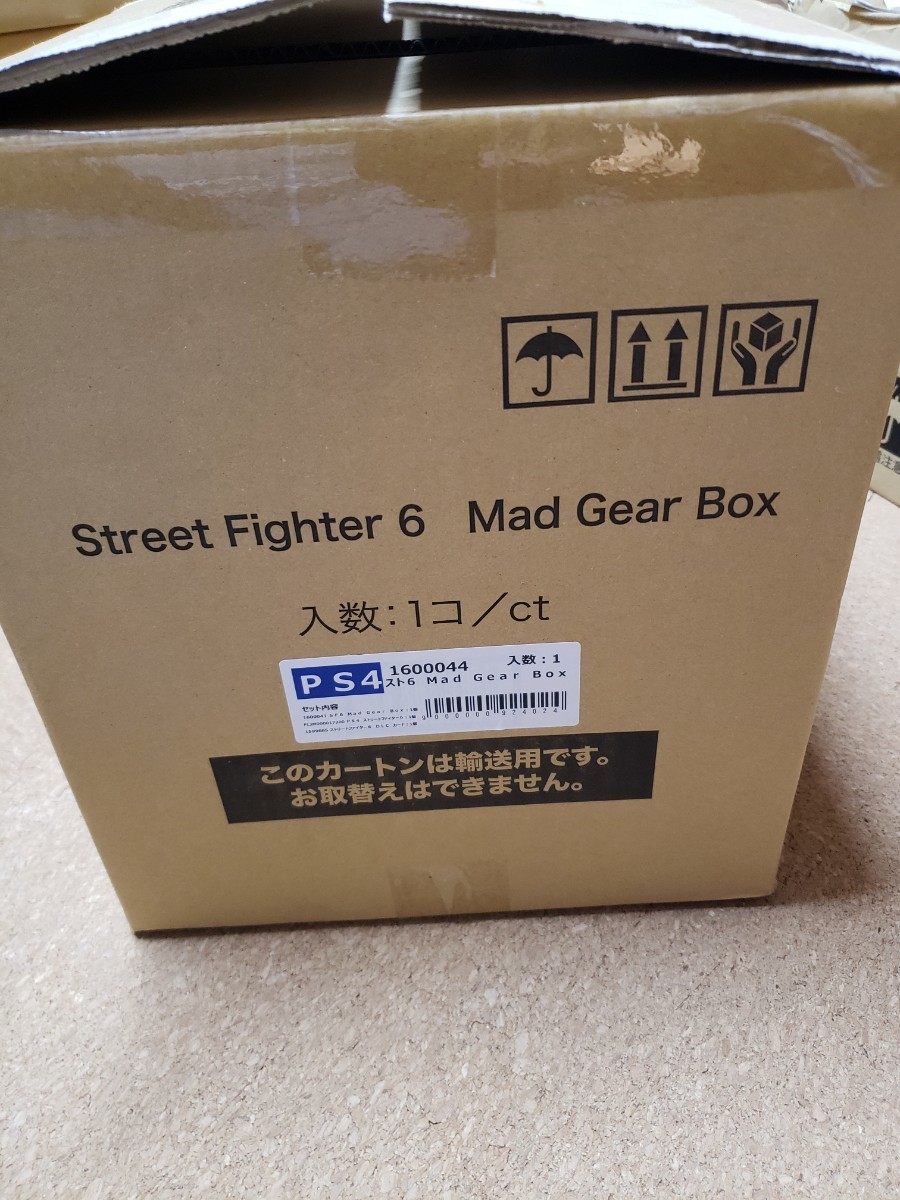 Street Fighter 6 Mad Gear Box
入数:1コ/ct
PS4 1600044 入数:1
スト6 Mad Gear Box
セット内容
このカートンは輸送用です。
お取替えはできません。